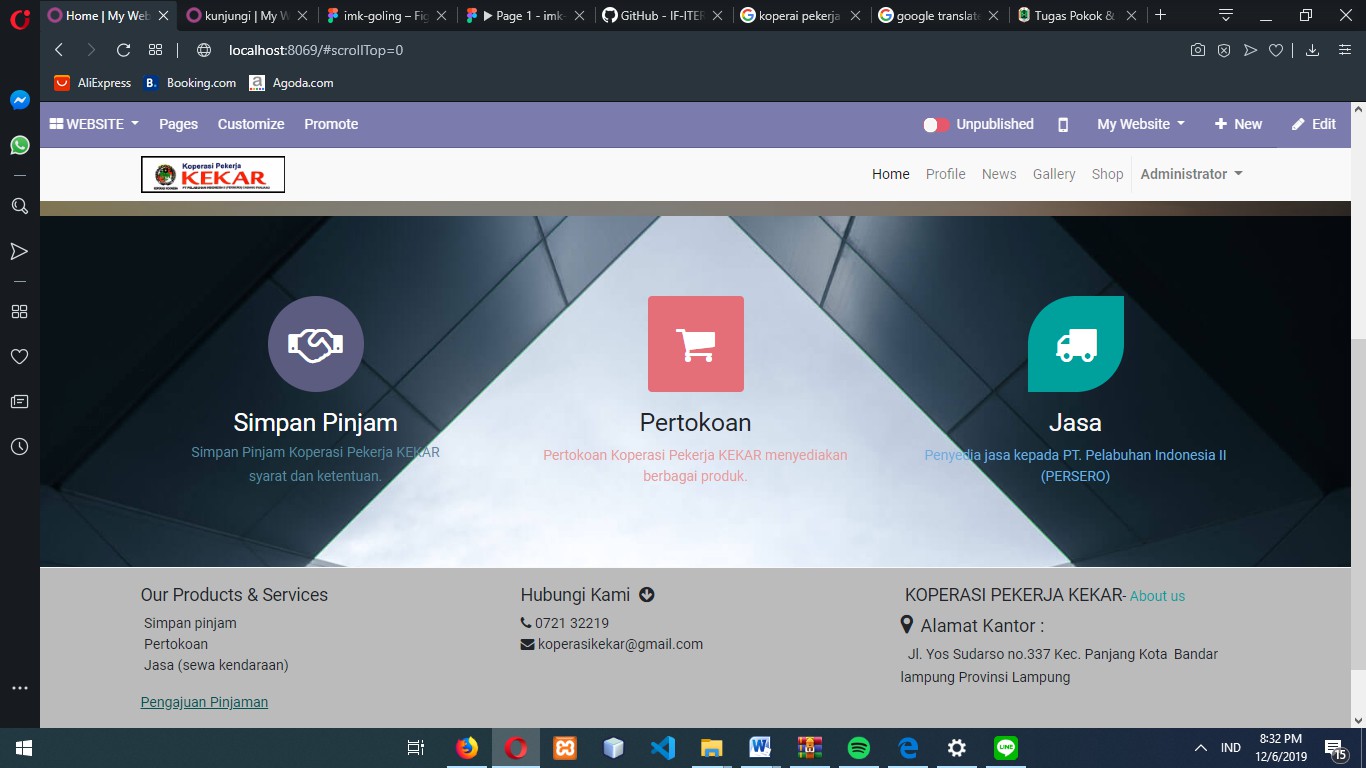 Home | My Web
kunjungi | My W
imk-goling – Fig
Page 1 - imk-
GitHub - IF-ITER
koperai pekerja
google translate
Tugas Pokok &
localhost:8069/#scrollTop=0
AliExpress
B. Booking.com
a Agoda.com
WEBSITE
Pages
Customize
Promote
Unpublished
My Website
New
Edit
Koperasi Pekerja
KEKAR
Home
Profile
News
Gallery
Shop
Administrator
Simpan Pinjam
Simpan Pinjam Koperasi Pekerja KEKAR
syarat dan ketentuan.
Pertokoan
Pertokoan Koperasi Pekerja KEKAR menyediakan
berbagai produk.
Jasa
Penyedia jasa kepada PT. Pelabuhan Indonesia II
(PERSERO)
Our Products & Services
Simpan pinjam
Pertokoan
Jasa (sewa kendaraan)
Pengajuan Pinjaman
Hubungi Kami
0721 32219
koperasikekar@gmail.com
KOPERASI PEKERJA KEKAR- About us
Alamat Kantor :
Jl. Yos Sudarso no.337 Kec. Panjang Kota Bandar
lampung Provinsi Lampung
IND
8:32 PM
12/6/2019
15
LINE